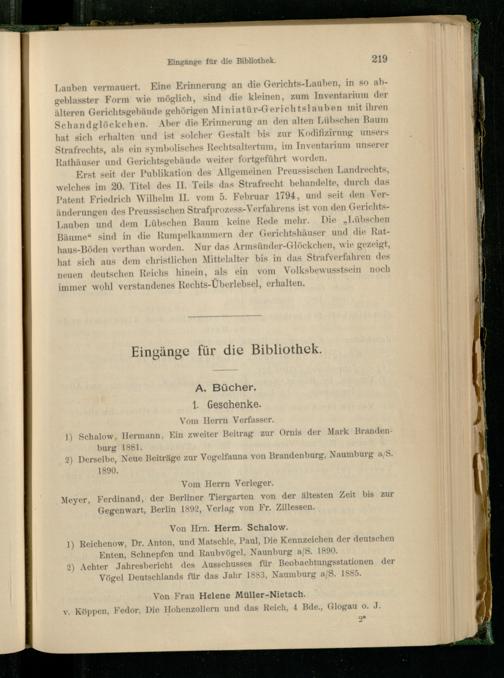 Eingänge für die Bibliothek. 219
Lauben vermauert. Eine Erinnerung an die Gerichts-Lauben, in so ab-
geblasster Form wie möglich, sind die kleinen, zum Inventarium der
älteren Gerichtsgebäude gehörigen Miniatür-Gerichtslauben mit ihren
Schandglöckchen. Aber die Erinnerung an den alten Lübschen Baum
hat sich erhalten und ist solcher Gestalt bis zur Kodifizirung unsers
Strafrechts, als ein symbolisches Rechtsaltertum, im Inventarium unserer
Rathäuser und Gerichtsgebäude weiter fortgeführt worden.
Erst seit der Publikation des Allgemeinen Preussischen Landrechts,
welches im 20. Titel des II. Teils das Strafrecht behandelte, durch das
Patent Friedrich Wilhelm II. vom 5. Februar 1794, und seit den Ver-
änderungen des Preussischen Strafprozess-Verfahrens ist von den Gerichts-
Lauben und dem Lübschen Baum keine Rede mehr. Die „Lübschen
Bäume“ sind in die Rumpelkammern der Gerichtshäuser und die Rat-
haus-Böden verthan worden. Nur das Armsünder-Glöckchen, wie gezeigt,
hat sich aus dem christlichen Mittelalter bis in das Strafverfahren des
neuen deutschen Reichs hinein, als ein vom Volksbewusstsein noch
immer wohl verstandenes Rechts-Überlebsel, erhalten.
Eingänge für die Bibliothek.
A. Bücher.
1. Geschenke.
Vom Herrn Verfasser.
1) Schalow, Hermann, Ein zweiter Beitrag zur Ornis der Mark Branden-
burg 1881.
2) Derselbe, Neue Beiträge zur Vogelfauna von Brandenburg, Naumburg a/S.
1890.
Vom Herrn Verleger.
Meyer, Ferdinand, der Berliner Tiergarten von der ältesten Zeit bis zur
Gegenwart, Berlin 1892, Verlag von Fr. Zillessen.
Von Hrn. Herm. Schalow.
1) Reichenow, Dr. Anton, und Matschie, Paul, Die Kennzeichen der deutschen
Enten, Schnepfen und Raubvögel, Naunburg a/S. 1890.
2) Achter Jahresbericht des Ausschusses für Beobachtungsstationen der
Vögel Deutschlands für das Jahr 1883, Naumburg a/S. 1885.
Von Frau Helene Müller-Nietsch.
v. Köppen, Fedor, Die Hohenzollern und das Reich, 4 Bde., Glogau o. J.
2*